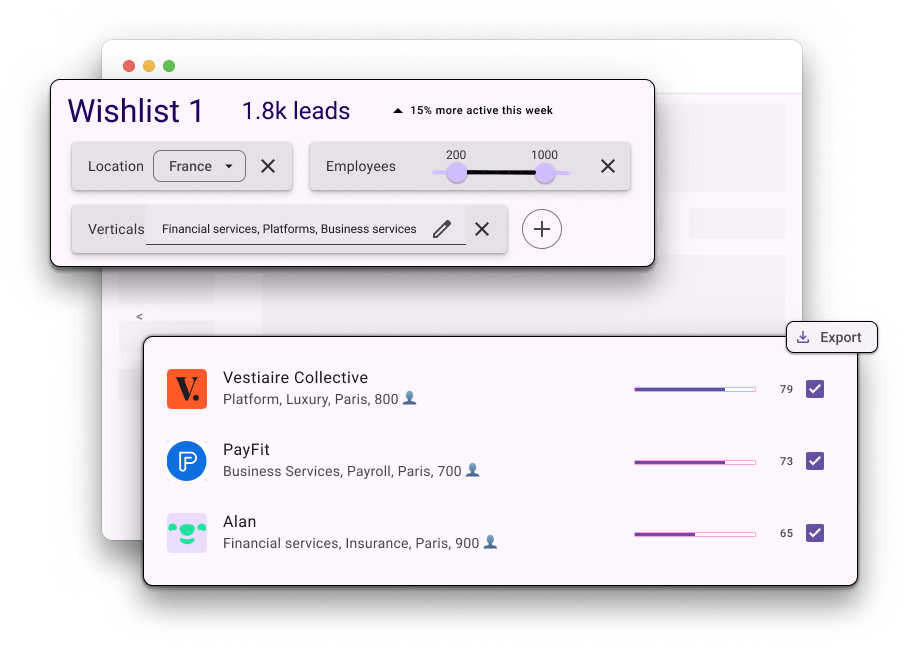 Wishlist 1 1.8k leads 15% more active this week
Location France Employees 200 1000
Verticals Financial services, Platforms, Business services
<
Export
V. Vestiaire Collective
Platform, Luxury, Paris, 800
79
PayFit
Business Services, Payroll, Paris, 700
73
Alan
Financial services, Insurance, Paris, 900
65